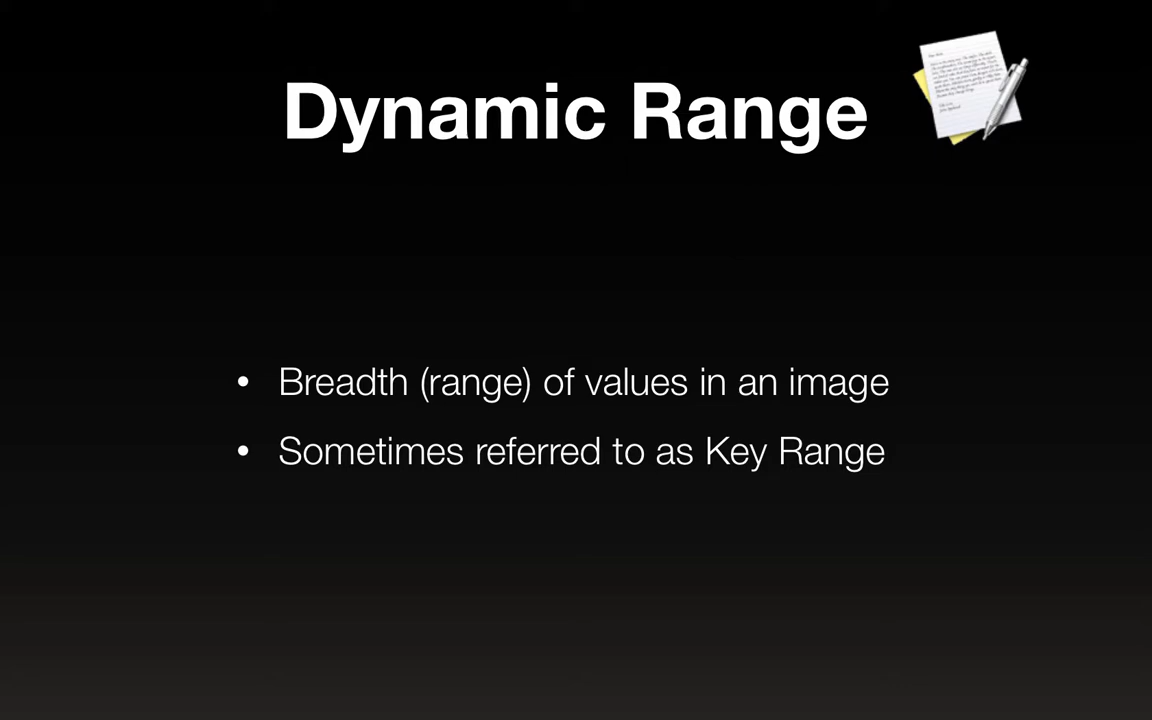 Dynamic Range
• Breadth (range) of values in an image
• Sometimes referred to as Key Range